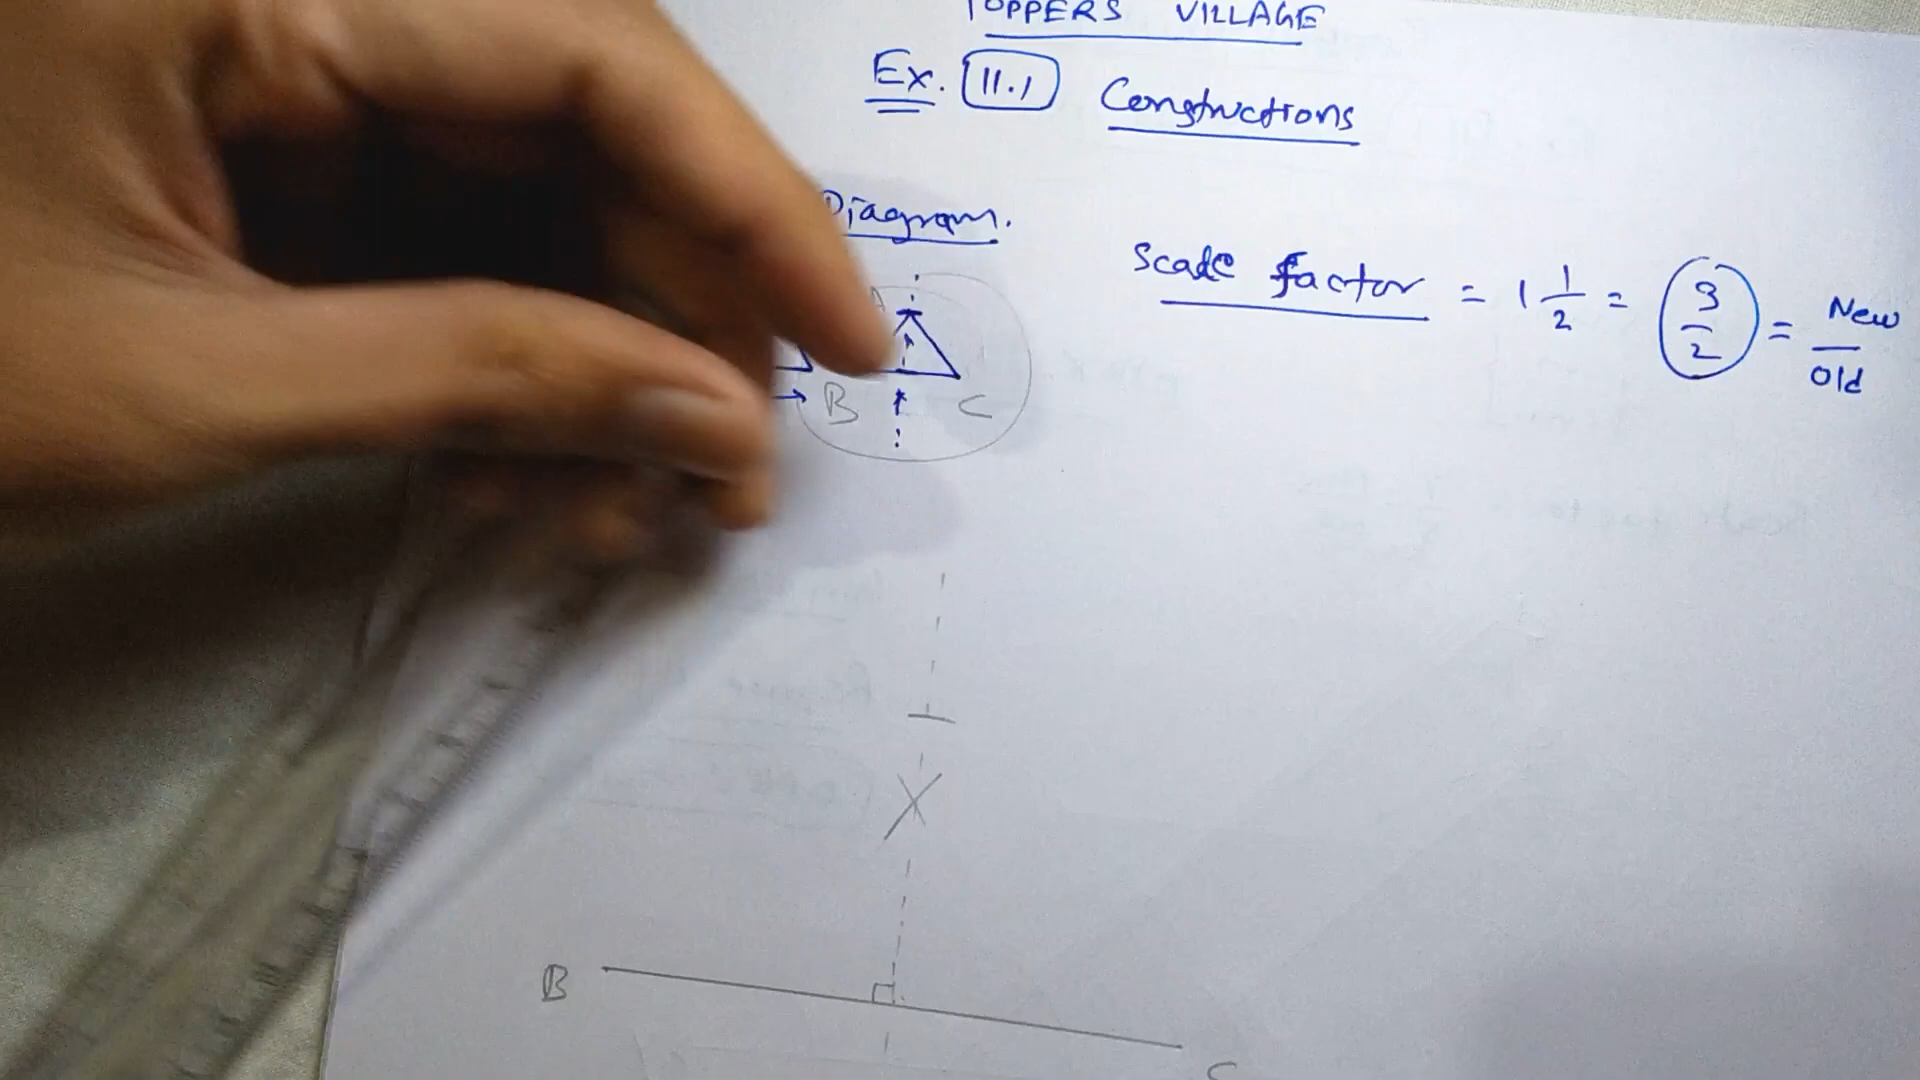 TOPPERS VILLAGE
Ex. 11.1 Constructions
Diagram.
Scale factor = 1 1/2 = 3/2 = New/Old
A
B C
B
C